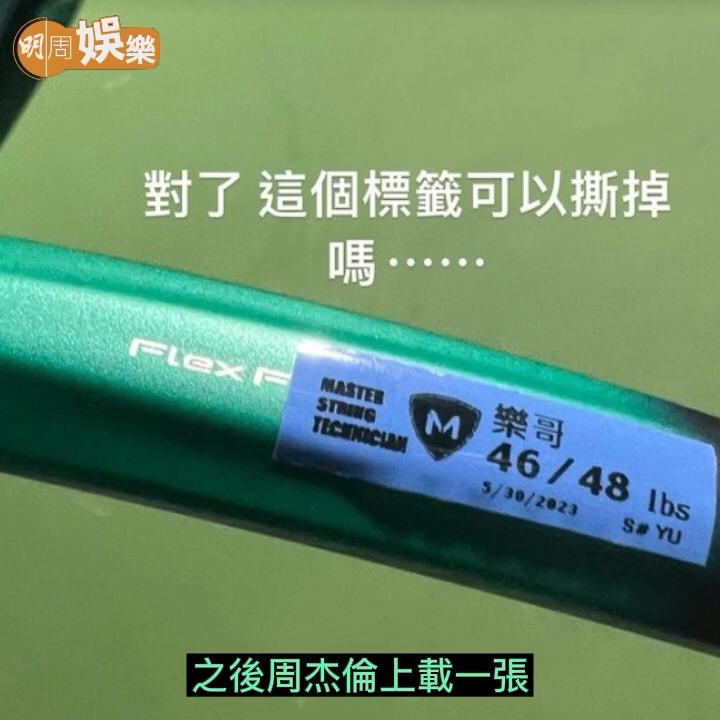 明周娛樂
對了 這個標籤可以撕掉
嗎⋯⋯
Flex F
MASTER
STRING
TECHNICIAN
M
樂哥
46/48 lbs
5/30/2023
S# YU
之後周杰倫上載一張